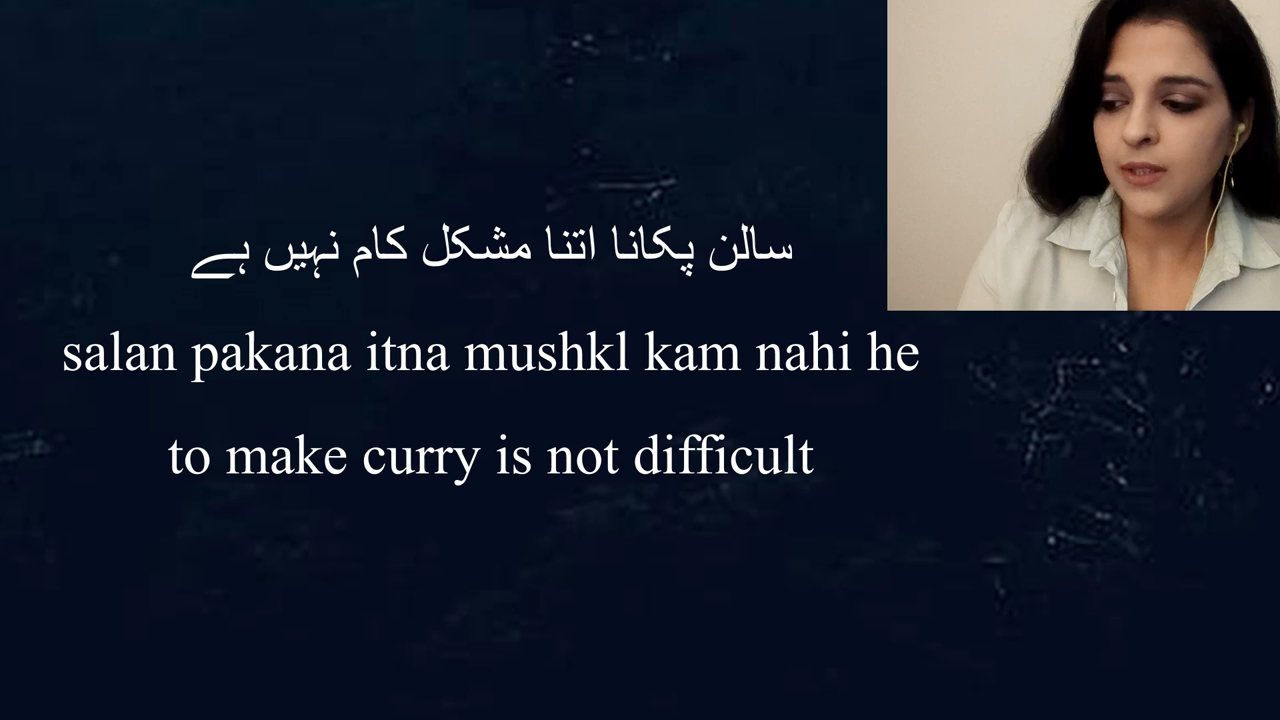 سالن پکانا اتنا مشکل کام نہیں ہے
salan pakana itna mushkl kam nahi he
to make curry is not difficult